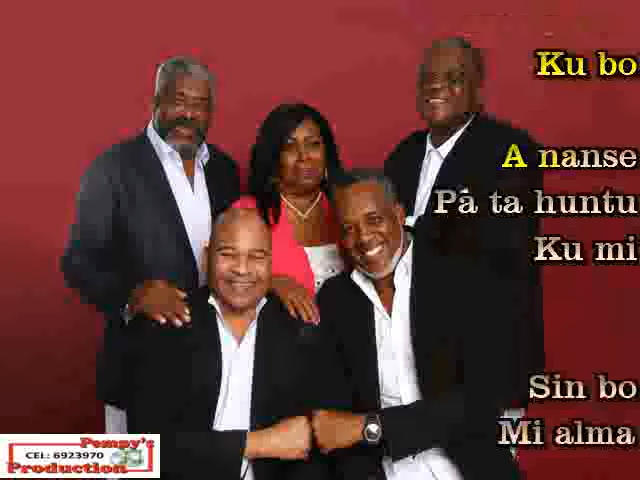 Ku bo
A nanse
Pa ta huntu
Ku mi
Sin bo
Mi alma
Pempy's
CEL: 6923970
Production